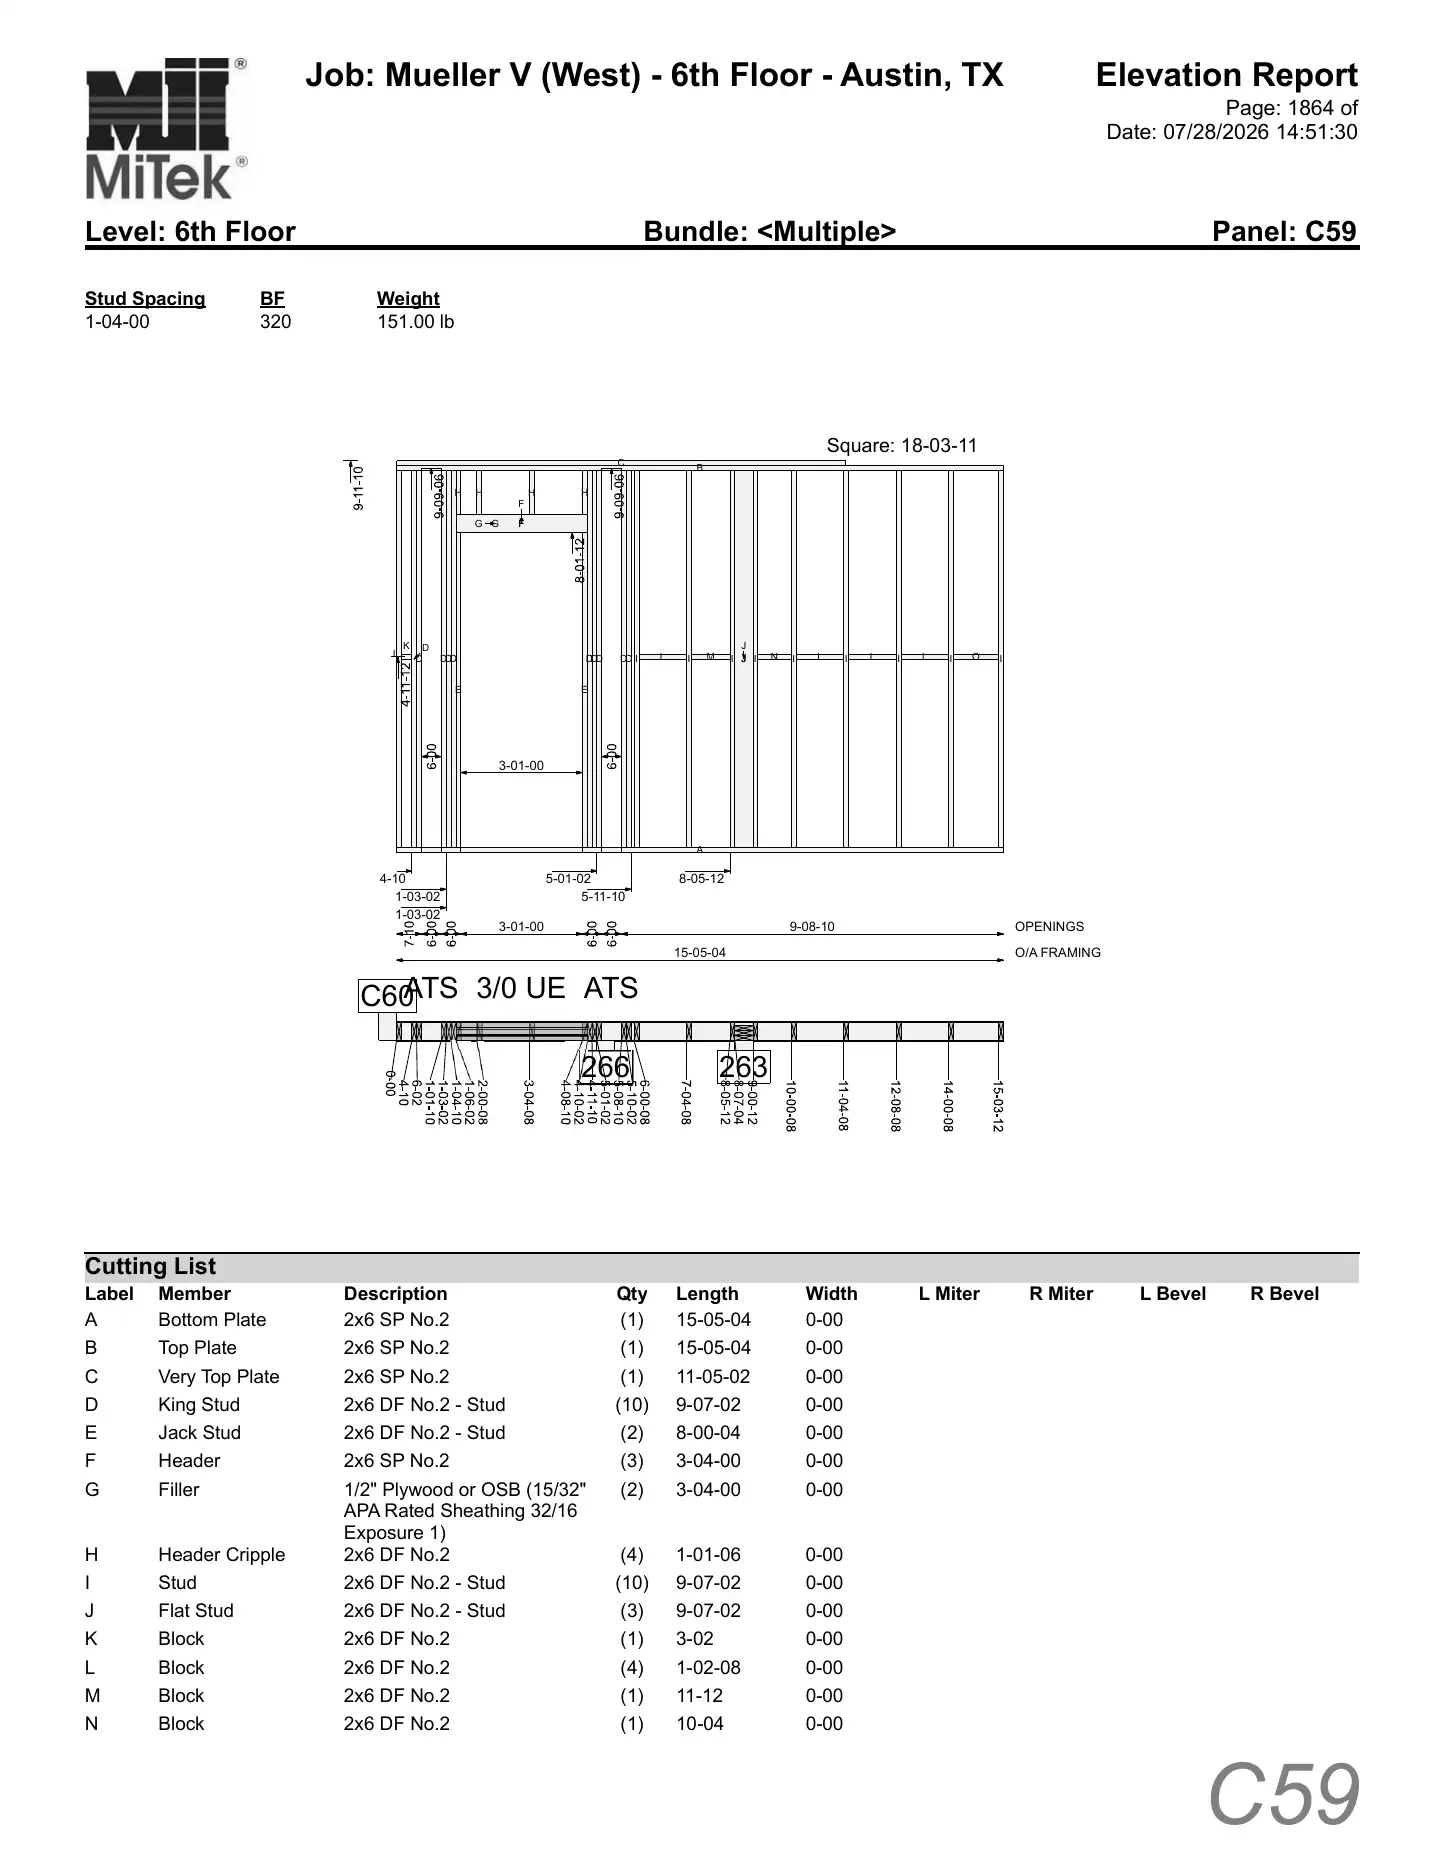 Job: Mueller V (West) - 6th Floor - Austin, TX
Elevation Report
Page: 1864 of
Date: 07/28/2026 14:51:30
MiTek®
Level: 6th Floor Bundle: <Multiple> Panel: C59
Stud Spacing BF Weight
1-04-00 320 151.00 lb
Square: 18-03-11
C
B
9-11-10
9-09-06
9-09-06
H H H H
F
G S F
8-01-12
K D J
I L M J I N I L I L I L I O I
4-11-12
E E
6-00
6-00
3-01-00
A
4-10 5-01-02 8-05-12
1-03-02 5-11-10
1-03-02
7-10 6-00 9-00 3-01-00 9-00 6-00 9-08-10 OPENINGS
15-05-04 O/A FRAMING
C60 ATS 3/0 UE ATS
266 263
0-00 4-10 6-02 1-01-10 1-03-02 1-04-10 1-06-02 2-00-08 3-04-08 4-08-10 4-10-02 4-11-10 5-01-02 5-08-10 5-10-02 6-00-08 7-04-08 8-05-12 8-07-04 9-00-12 10-00-08 11-04-08 12-08-08 14-00-08 15-03-12
Cutting List
Label Member Description Qty Length Width L Miter R Miter L Bevel R Bevel
A Bottom Plate 2x6 SP No.2 (1) 15-05-04 0-00
B Top Plate 2x6 SP No.2 (1) 15-05-04 0-00
C Very Top Plate 2x6 SP No.2 (1) 11-05-02 0-00
D King Stud 2x6 DF No.2 - Stud (10) 9-07-02 0-00
E Jack Stud 2x6 DF No.2 - Stud (2) 8-00-04 0-00
F Header 2x6 SP No.2 (3) 3-04-00 0-00
G Filler 1/2" Plywood or OSB (15/32" (2) 3-04-00 0-00
APA Rated Sheathing 32/16
Exposure 1)
H Header Cripple 2x6 DF No.2 (4) 1-01-06 0-00
I Stud 2x6 DF No.2 - Stud (10) 9-07-02 0-00
J Flat Stud 2x6 DF No.2 - Stud (3) 9-07-02 0-00
K Block 2x6 DF No.2 (1) 3-02 0-00
L Block 2x6 DF No.2 (4) 1-02-08 0-00
M Block 2x6 DF No.2 (1) 11-12 0-00
N Block 2x6 DF No.2 (1) 10-04 0-00
C59